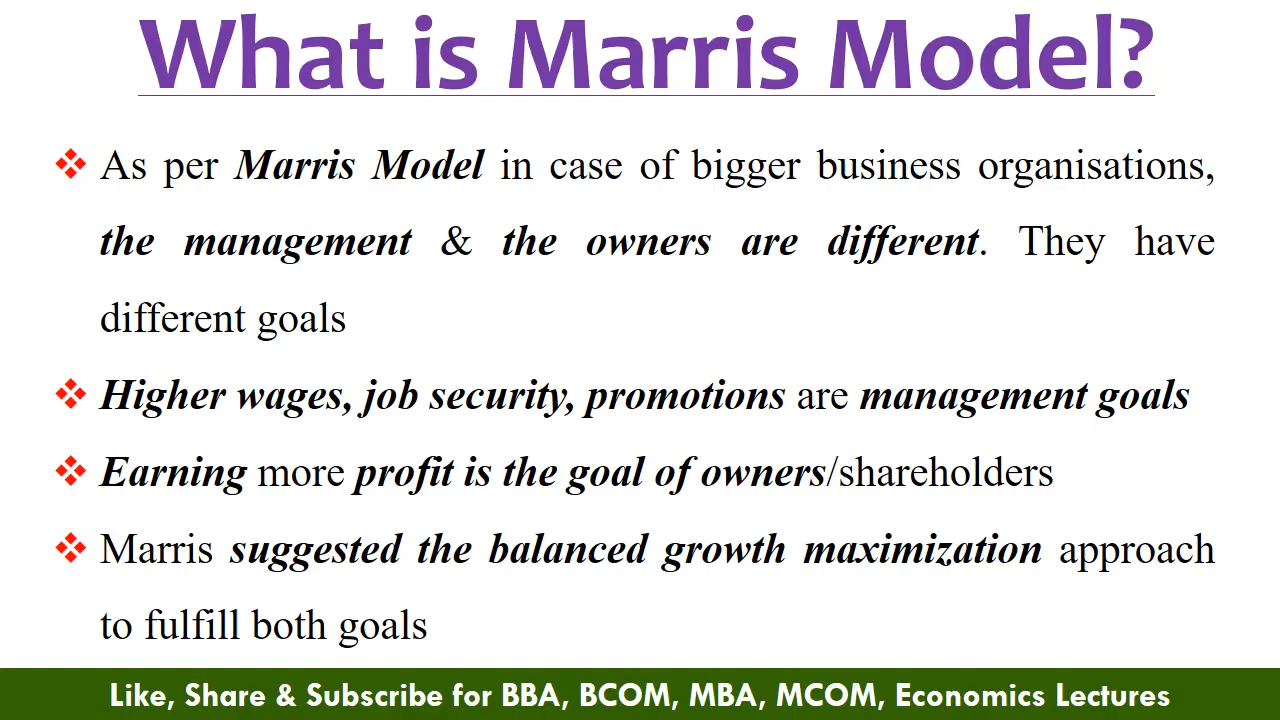 What is Marris Model?
As per Marris Model in case of bigger business organisations,
the management & the owners are different. They have
different goals
Higher wages, job security, promotions are management goals
Earning more profit is the goal of owners/shareholders
Marris suggested the balanced growth maximization approach
to fulfill both goals
Like, Share & Subscribe for BBA, BCOM, MBA, MCOM, Economics Lectures